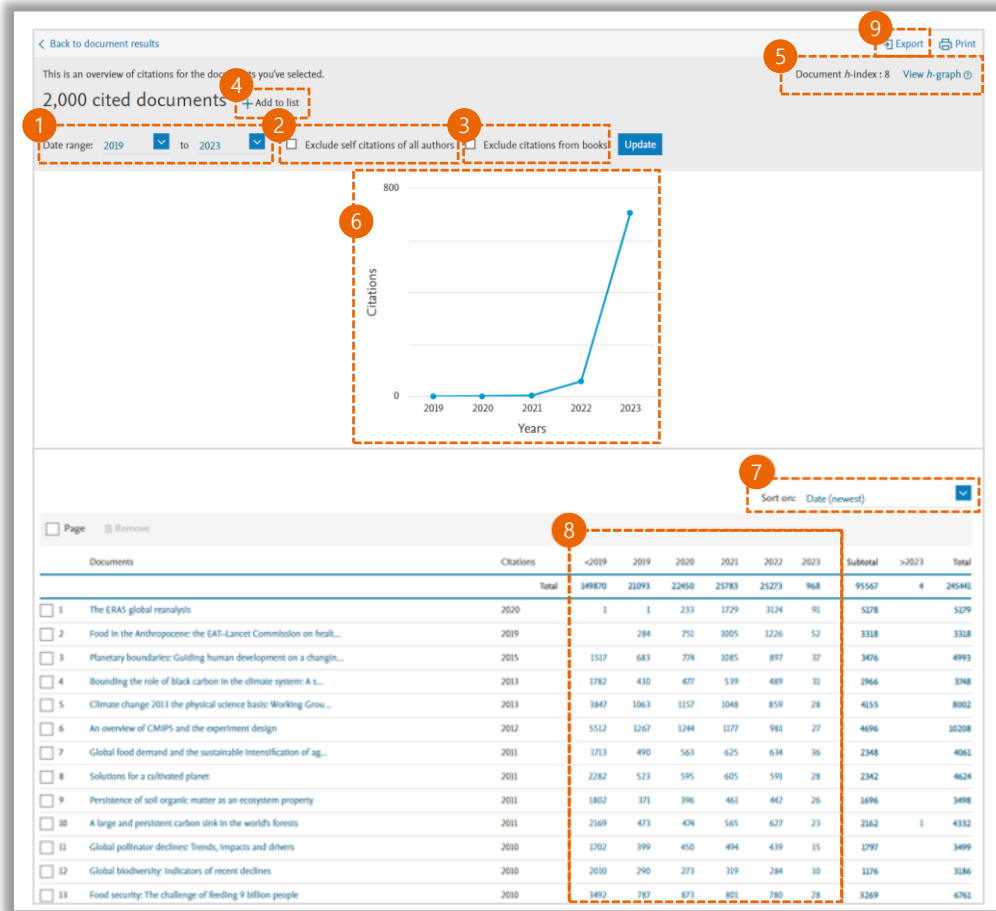 9
Back to document results
Export Print
5
This is an overview of citations for the documents you've selected.
Document h-index : 8 View h-graph
4
2,000 cited documents + Add to list
1 2 3
Date range: 2019 to 2023 Exclude self citations of all authors Exclude citations from books Update
800
6
Citations
0
2019 2020 2021 2022 2023
Years
7
Sort on: Date (newest)
Page Remove
8
Documents Citations <2019 2019 2020 2021 2022 2023 Subtotal >2023 Total
Total 149870 21093 22450 25783 25273 968 95567 4 245441
1 The ERA5 global reanalysis 2020 1 1 233 1729 3124 91 5178 5179
2 Food in the Anthropocene: the EAT–Lancet Commission on healt... 2019 284 751 1005 1226 52 3318 3318
3 Planetary boundaries: Guiding human development on a changin... 2015 1517 683 774 1085 897 37 3476 4993
4 Bounding the role of black carbon in the climate system: A s... 2013 1782 430 477 539 489 31 1966 3748
5 Climate change 2013 the physical science basis: Working Grou... 2013 3847 1063 1157 1048 859 28 4155 8002
6 An overview of CMIP5 and the experiment design 2012 5512 1267 1244 1177 981 27 4696 10208
7 Global food demand and the sustainable intensification of ag... 2011 1713 490 563 625 634 36 2348 4061
8 Solutions for a cultivated planet 2011 2282 523 595 605 591 28 2342 4624
9 Persistence of soil organic matter as an ecosystem property 2011 1802 371 396 461 442 26 1696 3498
10 A large and persistent carbon sink in the world's forests 2011 2169 473 474 565 627 23 2162 1 4332
11 Global pollinator declines: Trends, impacts and drivers 2010 1702 399 450 494 439 15 1797 3499
12 Global biodiversity: Indicators of recent declines 2010 2010 290 273 319 284 10 1176 3186
13 Food security: The challenge of feeding 9 billion people 2010 3492 787 873 801 780 28 3269 6761